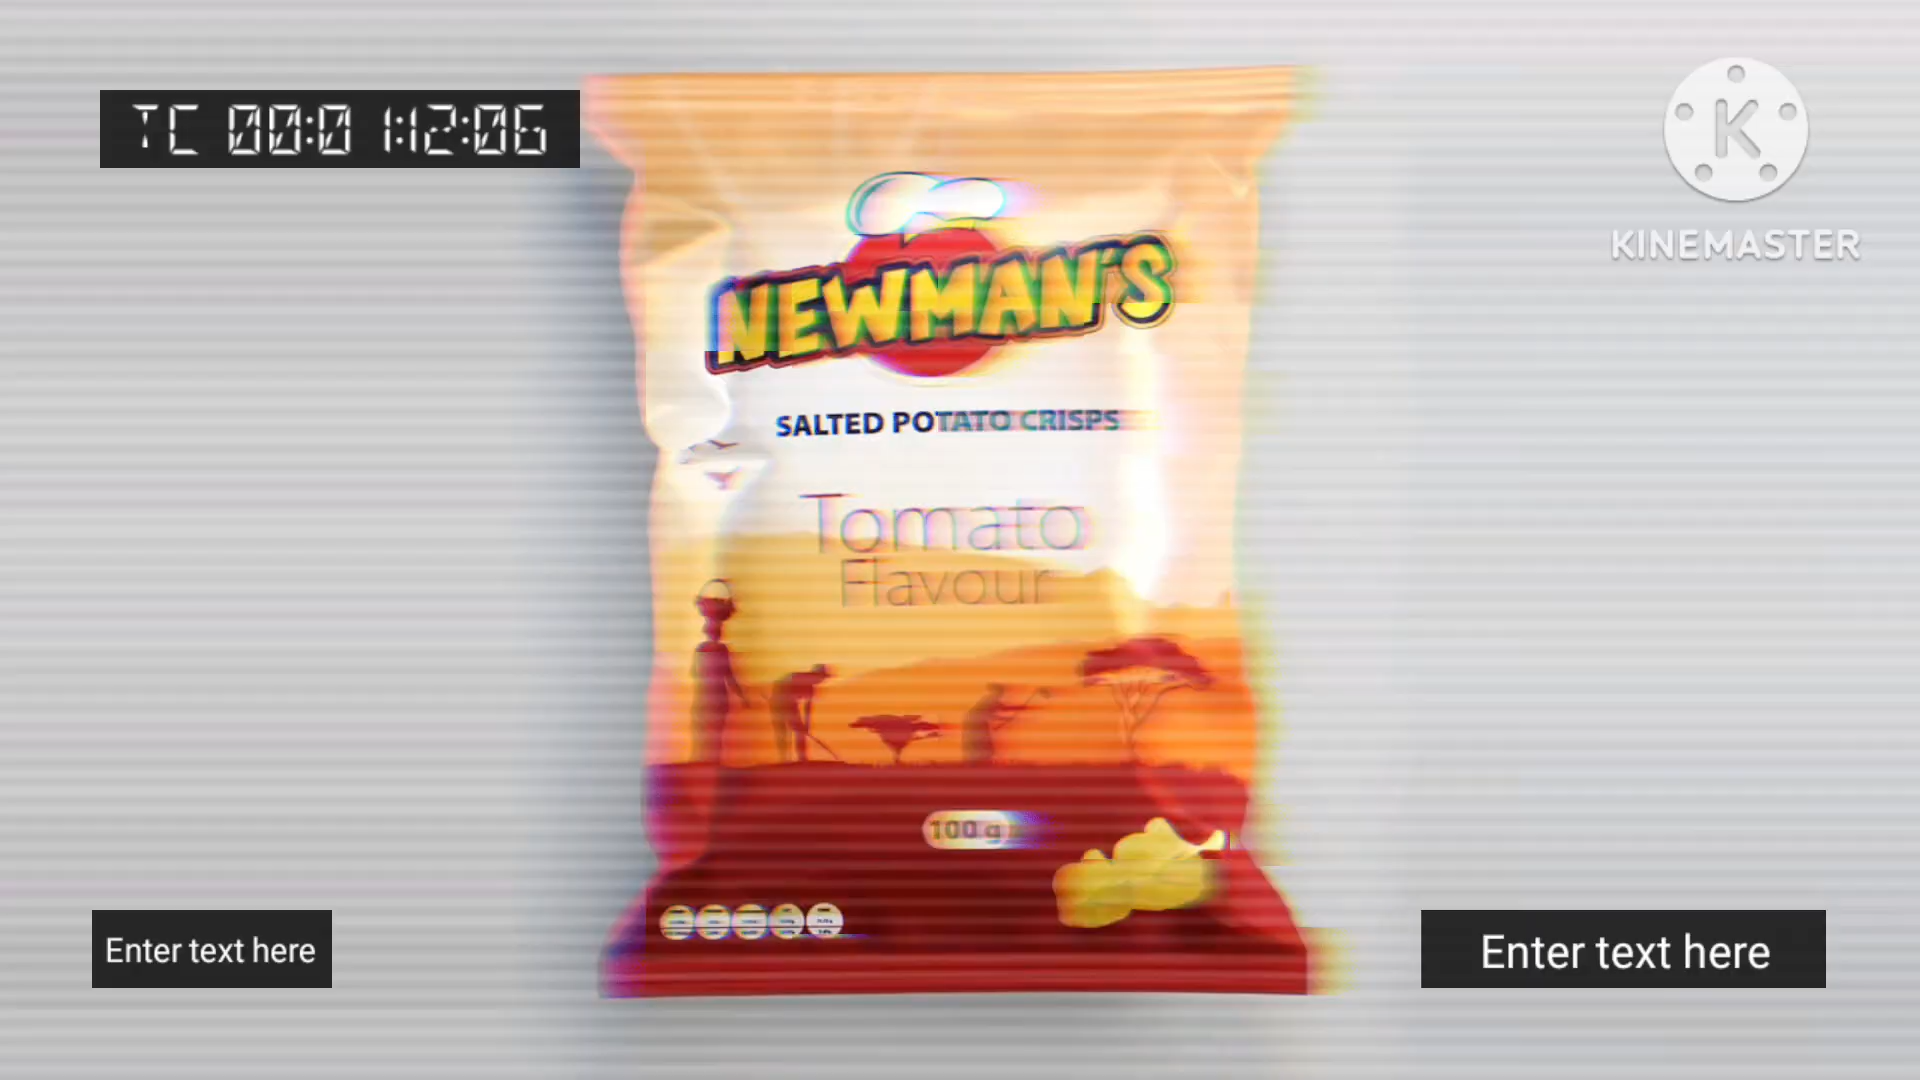 TC 00:01:12:06
KINEMASTER
NEWMAN'S
SALTED POTATO CRISPS
Tomato
Flavour
100 g
Enter text here
Enter text here